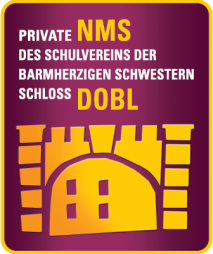 PRIVATE NMS
DES SCHULVEREINS DER
BARMHERZIGEN SCHWESTERN
SCHLOSS DOBL